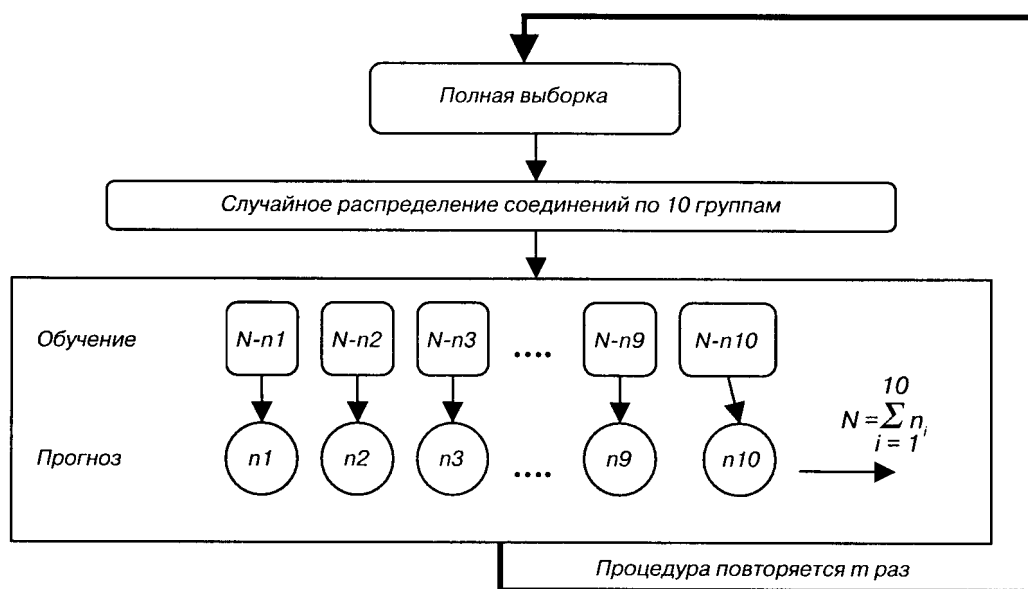 Полная выборка
Случайное распределение соединений по 10 группам
Обучение
N-n1 N-n2 N-n3 .... N-n9 N-n10
Прогноз
n1 n2 n3 .... n9 n10
10
N = Σ n_i
i = 1
Процедура повторяется m раз